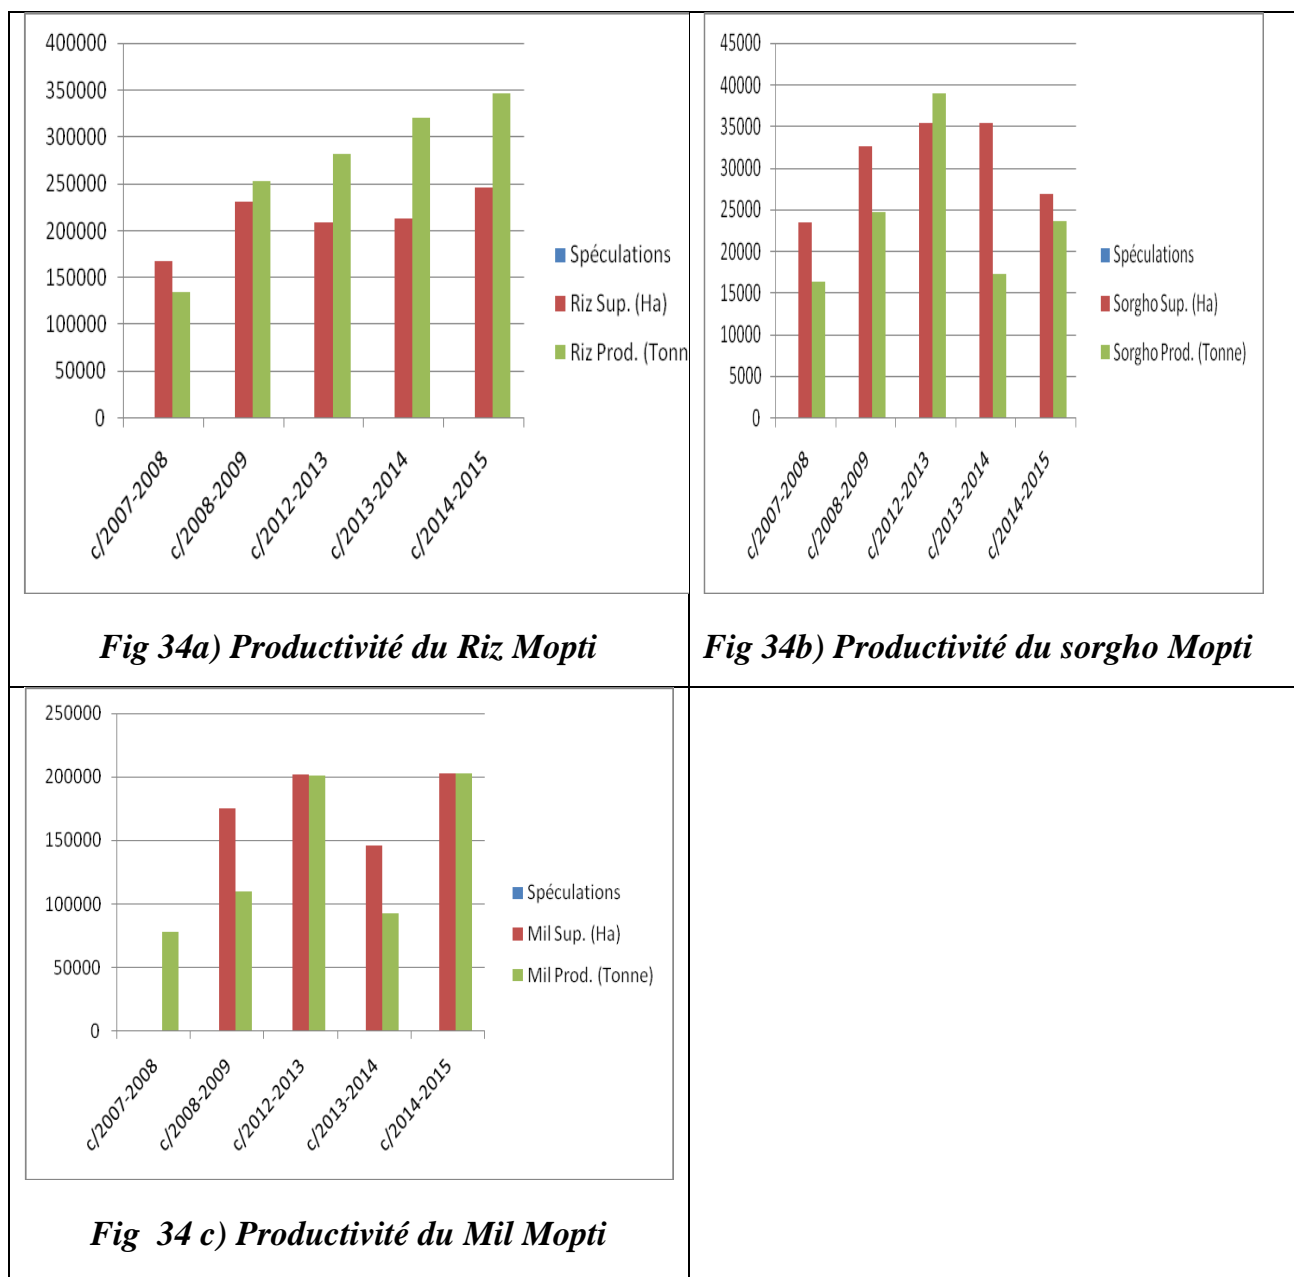 400000
350000
300000
250000
200000
150000
100000
50000
0
c/2007-2008
c/2008-2009
c/2012-2013
c/2013-2014
c/2014-2015
Spéculations
Riz Sup. (Ha)
Riz Prod. (Tonn
Fig 34a) Productivité du Riz Mopti
45000
40000
35000
30000
25000
20000
15000
10000
5000
0
c/2007-2008
c/2008-2009
c/2012-2013
c/2013-2014
c/2014-2015
Spéculations
Sorgho Sup. (Ha)
Sorgho Prod. (Tonne)
Fig 34b) Productivité du sorgho Mopti
250000
200000
150000
100000
50000
0
c/2007-2008
c/2008-2009
c/2012-2013
c/2013-2014
c/2014-2015
Spéculations
Mil Sup. (Ha)
Mil Prod. (Tonne)
Fig 34 c) Productivité du Mil Mopti